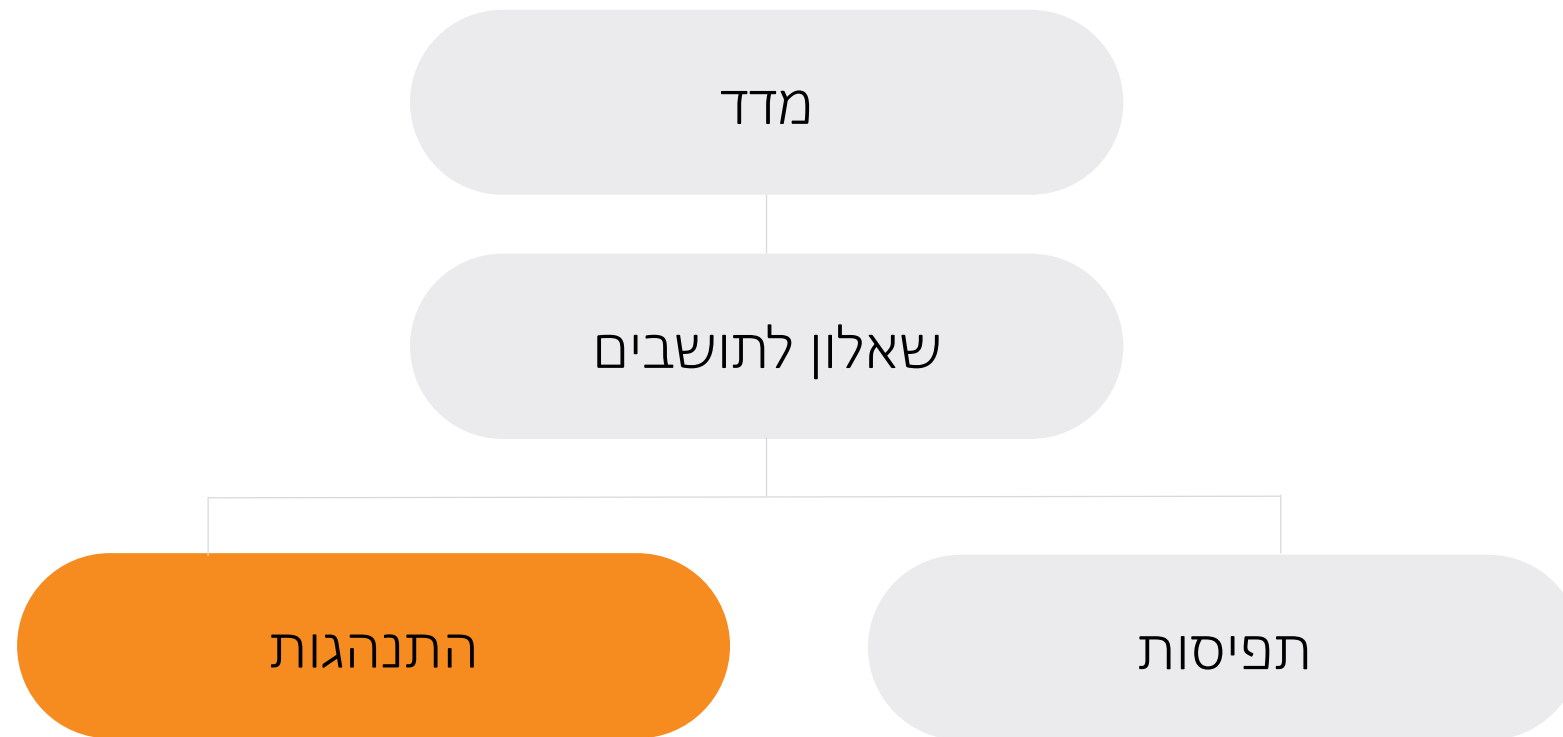 מדד
שאלון לתושבים
תפיסות
התנהגות